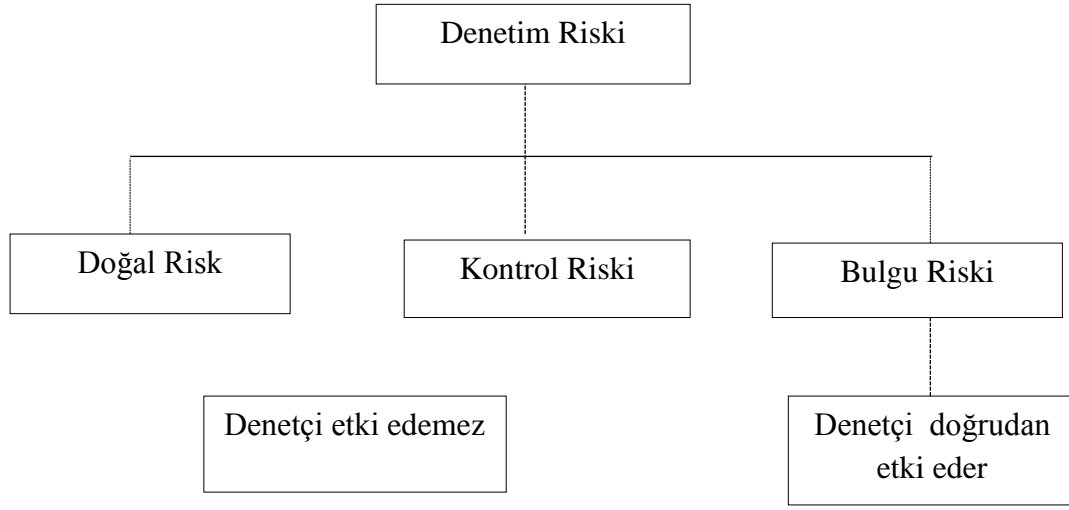 Denetim Riski
Doğal Risk
Kontrol Riski
Bulgu Riski
Denetçi etki edemez
Denetçi doğrudan
etki eder